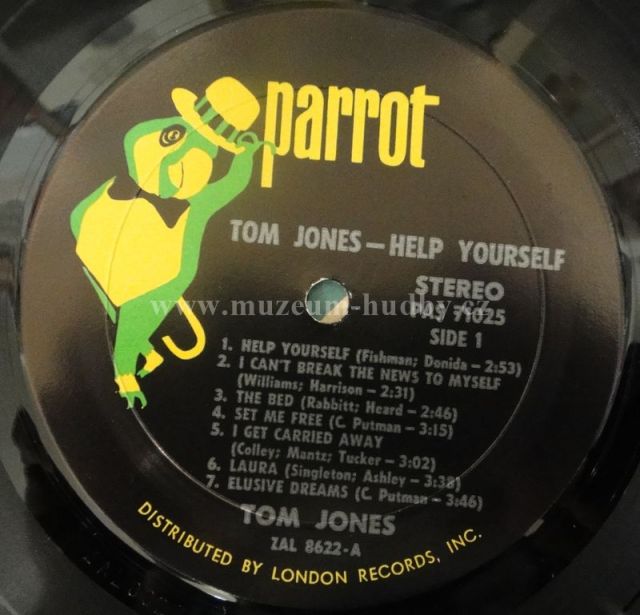 parrot
TOM JONES — HELP YOURSELF
STEREO
PAS 71025
SIDE 1
www.muzeum-hudby.cz
1. HELP YOURSELF (Fishman; Donida – 2:53)
2. I CAN'T BREAK THE NEWS TO MYSELF
(Williams; Harrison – 2:31)
3. THE BED (Rabbitt; Heard – 2:46)
4. SET ME FREE (C. Putman – 3:15)
5. I GET CARRIED AWAY
(Colley; Mantz; Tucker – 3:02)
6. LAURA (Singleton; Ashley – 3:38)
7. ELUSIVE DREAMS (C. Putman – 3:46)
TOM JONES
ZAL 8622-A
DISTRIBUTED BY LONDON RECORDS, INC.